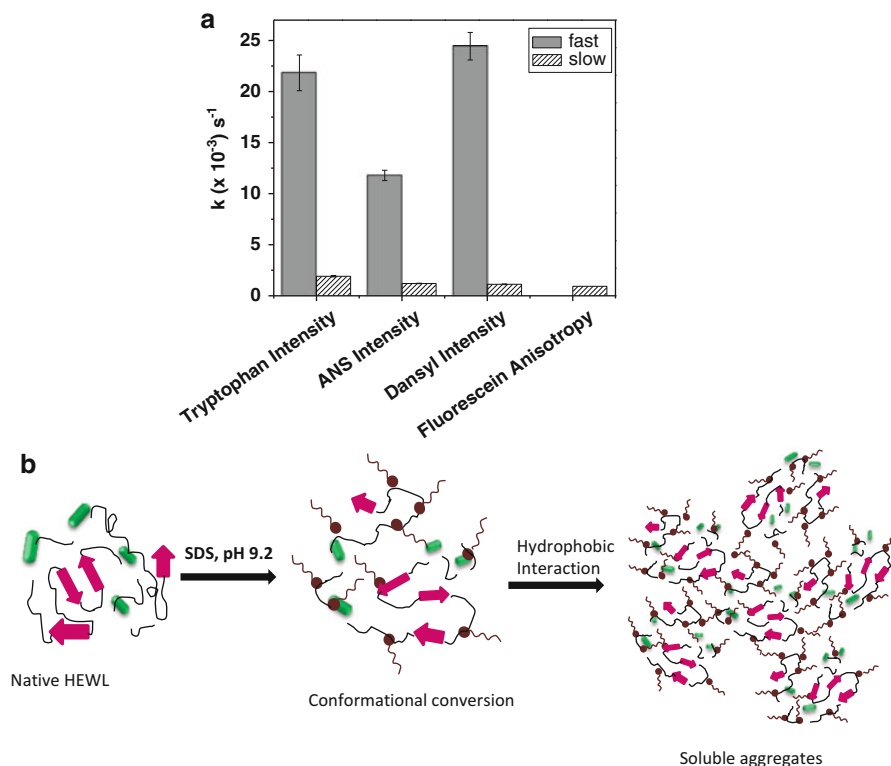 a
fast
slow
25
20
15
10
5
0
k (x 10⁻³) s⁻¹
Tryptophan Intensity
ANS Intensity
Dansyl Intensity
Fluorescein Anisotropy
b
SDS, pH 9.2
Hydrophobic
Interaction
Native HEWL
Conformational conversion
Soluble aggregates